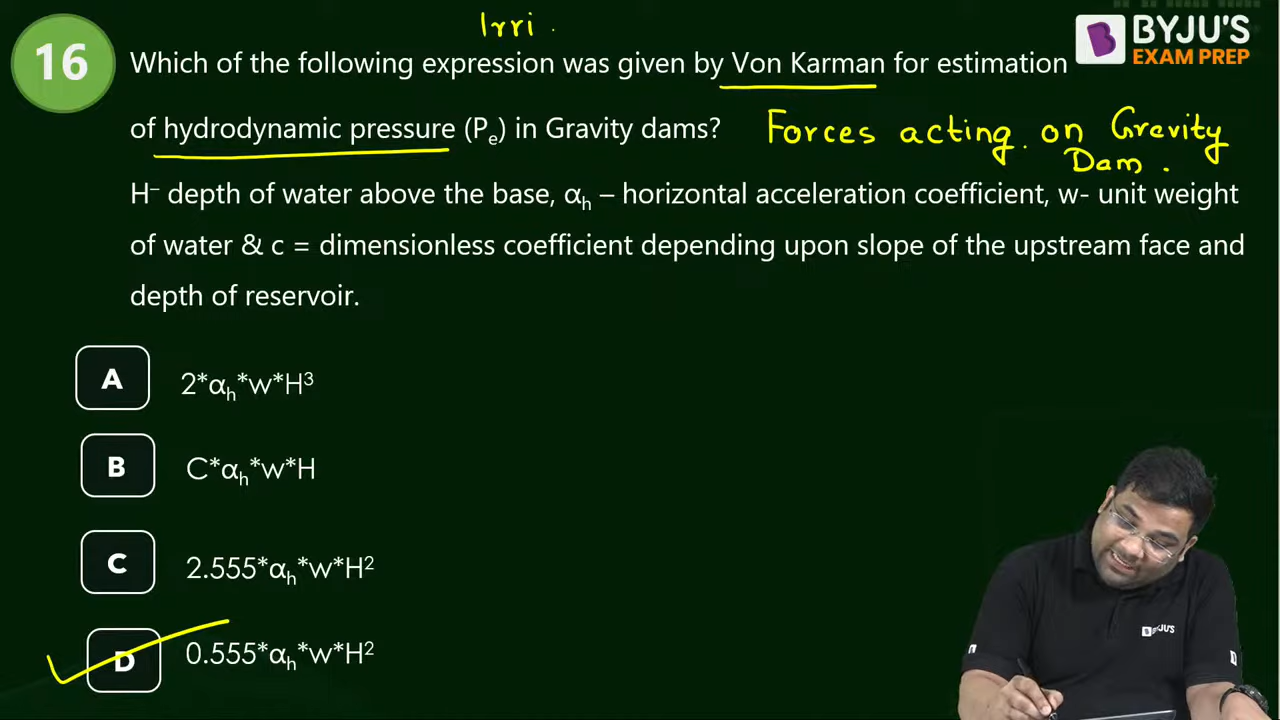 Irri.
BYJU'S
EXAM PREP
16
Which of the following expression was given by Von Karman for estimation
of hydrodynamic pressure (Pₑ) in Gravity dams?
Forces acting. on Gravity
Dam.
H⁻ depth of water above the base, αₕ – horizontal acceleration coefficient, w- unit weight
of water & c = dimensionless coefficient depending upon slope of the upstream face and
depth of reservoir.
A 2*αₕ*w*H³
B C*αₕ*w*H
C 2.555*αₕ*w*H²
D 0.555*αₕ*w*H²
BYJU'S